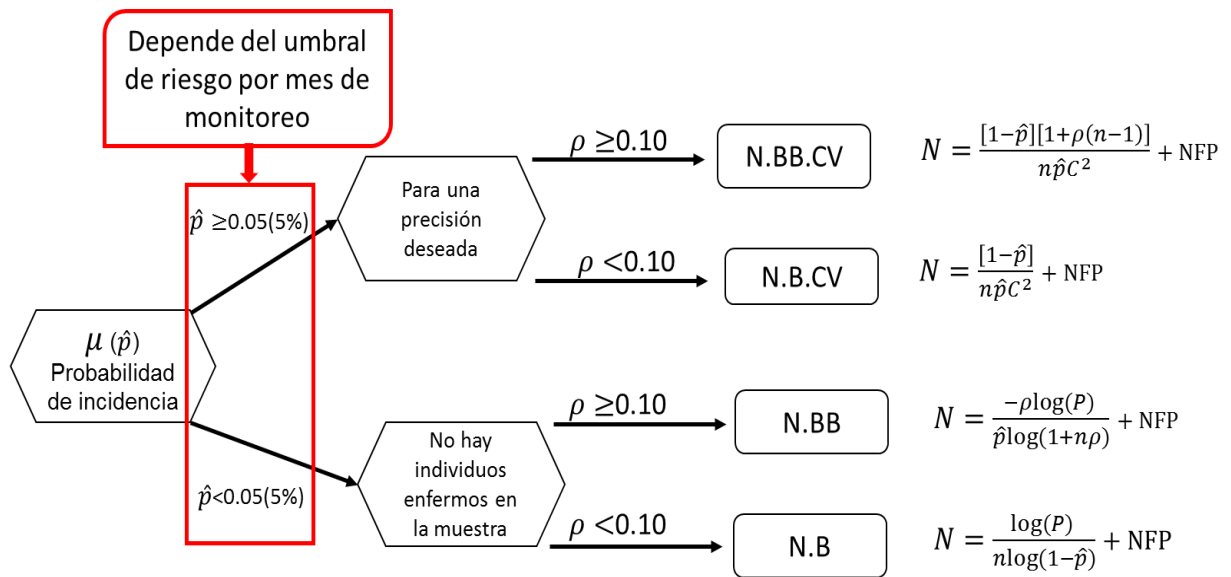 Depende del umbral
de riesgo por mes de
monitoreo
p̂ ≥0.05(5%)
μ (p̂)
Probabilidad
de incidencia
p̂<0.05(5%)
Para una
precisión
deseada
ρ ≥0.10
N.BB.CV
N = [1−p̂][1+ρ(n−1)] / np̂C² + NFP
ρ <0.10
N.B.CV
N = [1−p̂] / np̂C² + NFP
No hay
individuos
enfermos en
la muestra
ρ ≥0.10
N.BB
N = −ρlog(P) / p̂log(1+nρ) + NFP
ρ <0.10
N.B
N = log(P) / nlog(1−p̂) + NFP